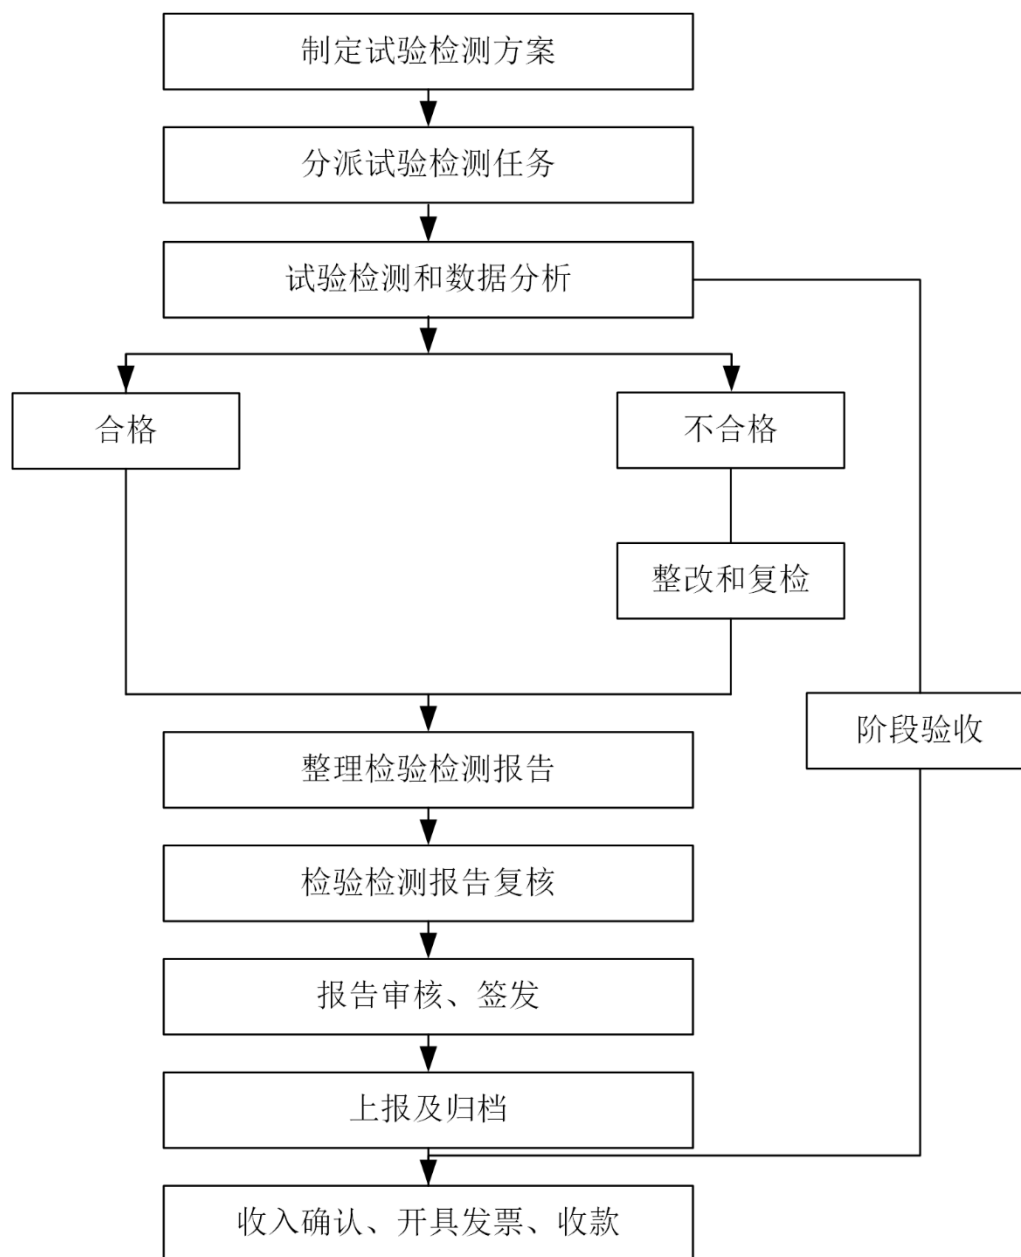 制定试验检测方案
分派试验检测任务
试验检测和数据分析
合格
不合格
整改和复检
阶段验收
整理检验检测报告
检验检测报告复核
报告审核、签发
上报及归档
收入确认、开具发票、收款